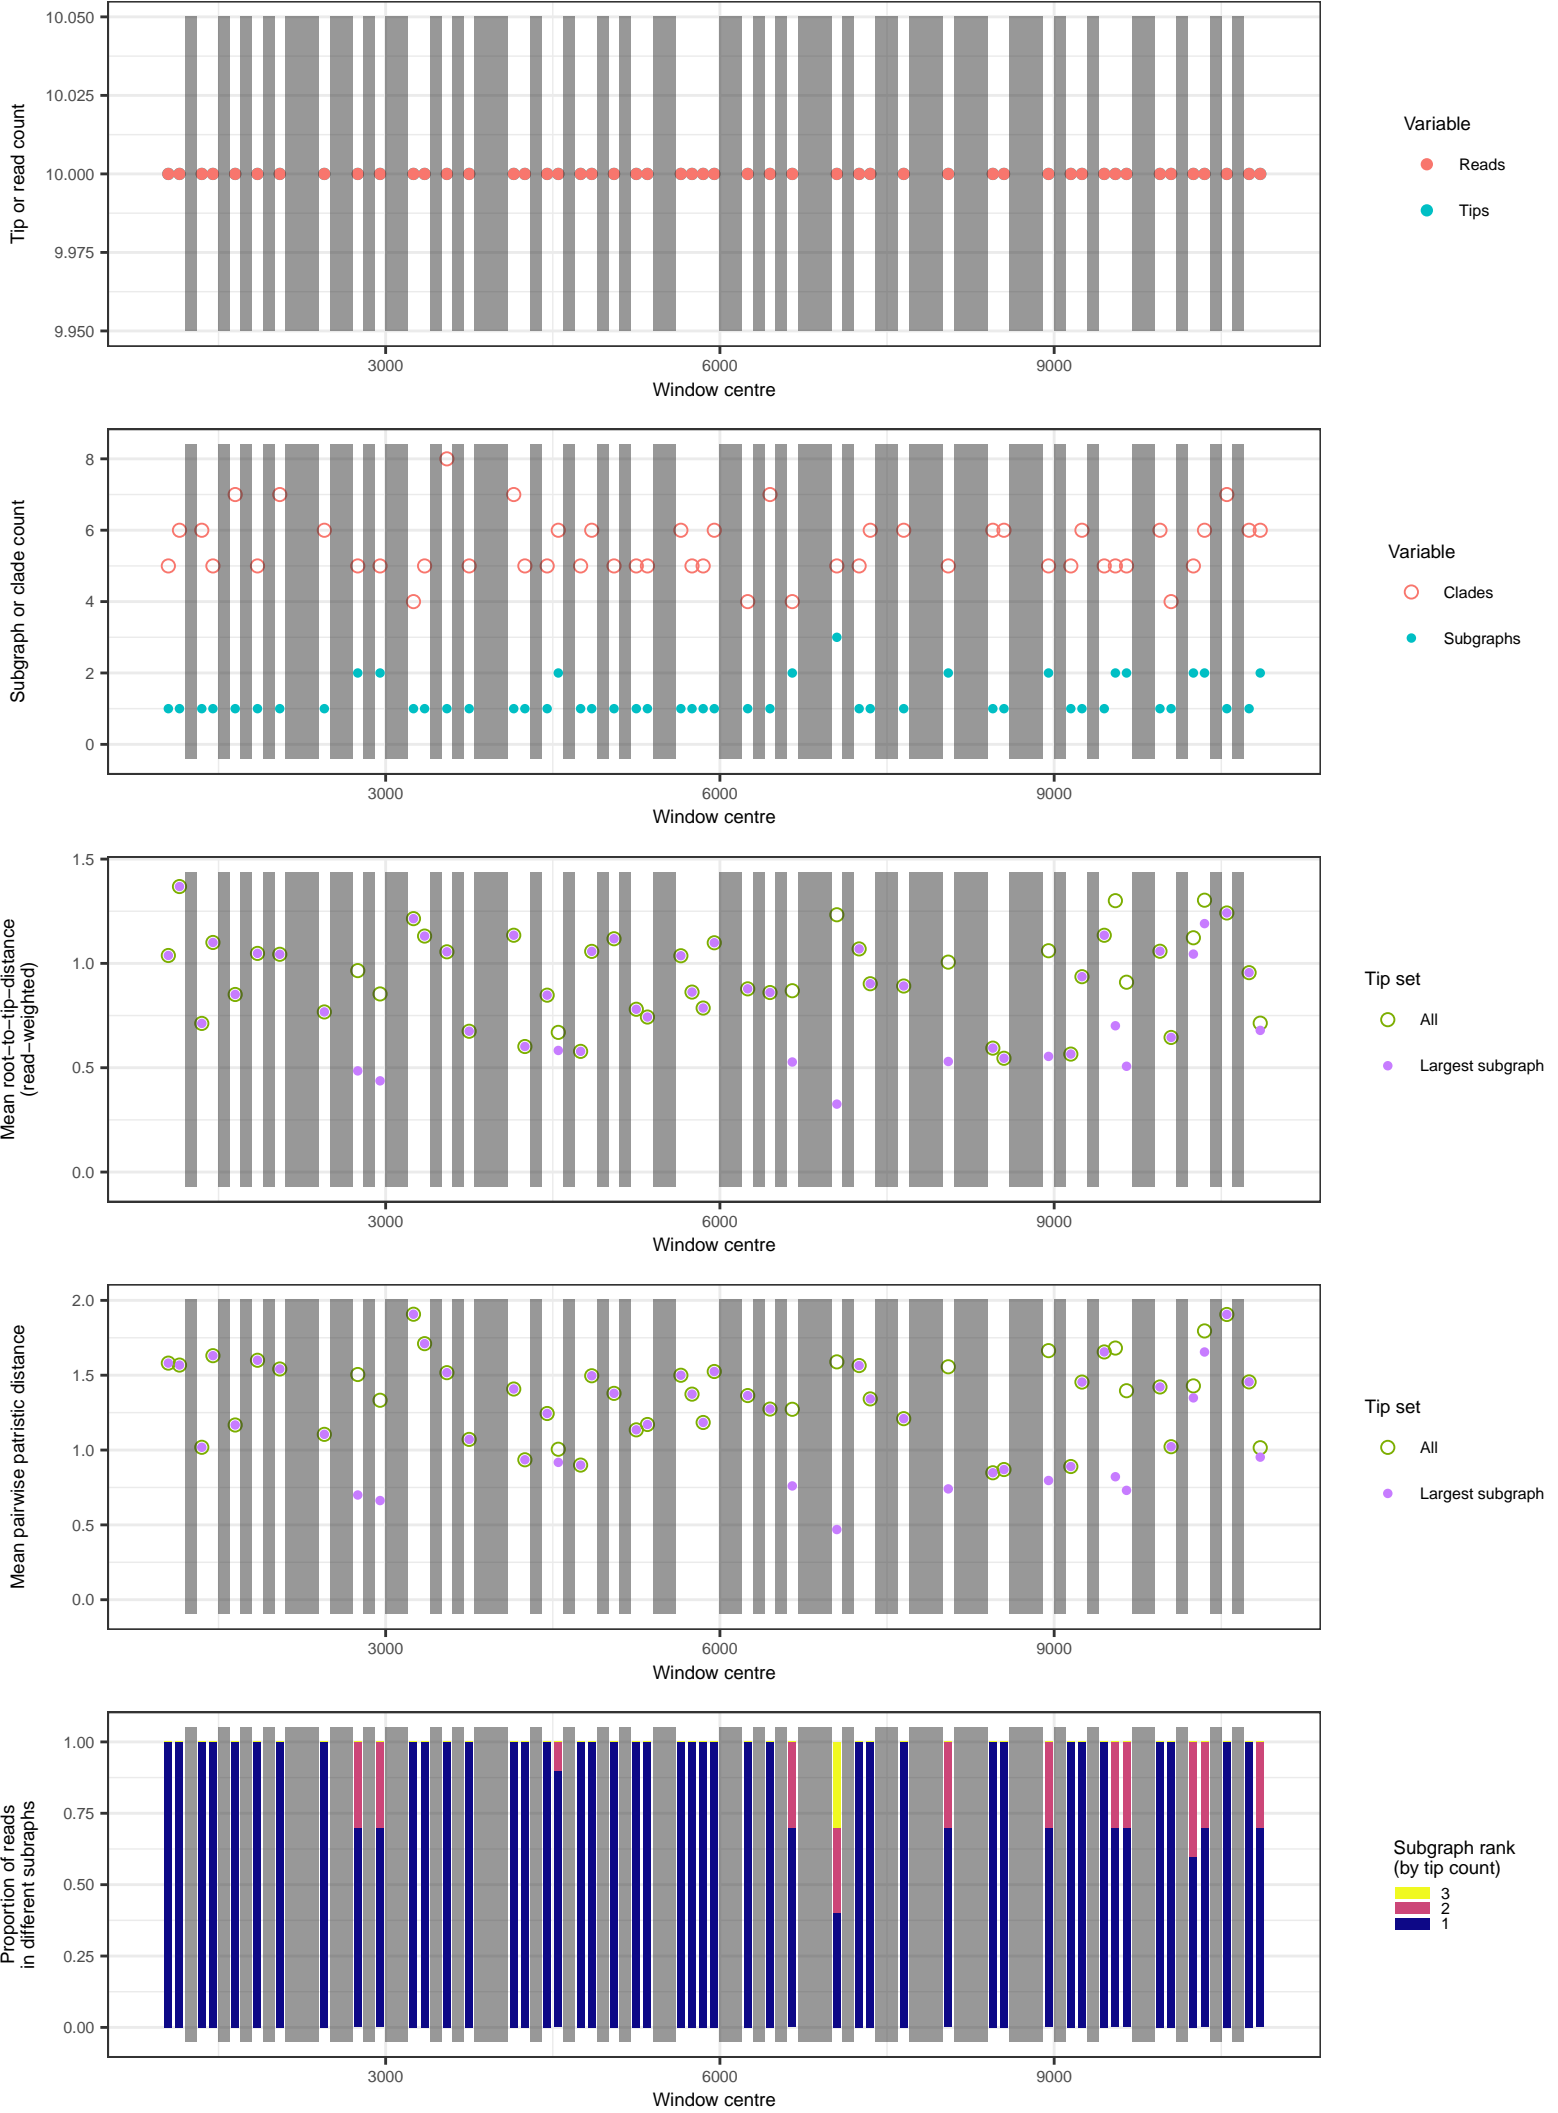 10.050
10.025
10.000
9.975
9.950
Tip or read count
3000
6000
9000
Window centre
Variable
Reads
Tips
8
6
4
2
0
Subgraph or clade count
3000
6000
9000
Window centre
Variable
Clades
Subgraphs
1.5
1.0
0.5
0.0
Mean root−to−tip−distance
(read−weighted)
3000
6000
9000
Window centre
Tip set
All
Largest subgraph
2.0
1.5
1.0
0.5
0.0
Mean pairwise patristic distance
3000
6000
9000
Window centre
Tip set
All
Largest subgraph
1.00
0.75
0.50
0.25
0.00
Proportion of reads
in different subraphs
3000
6000
9000
Window centre
Subgraph rank
(by tip count)
3
2
1